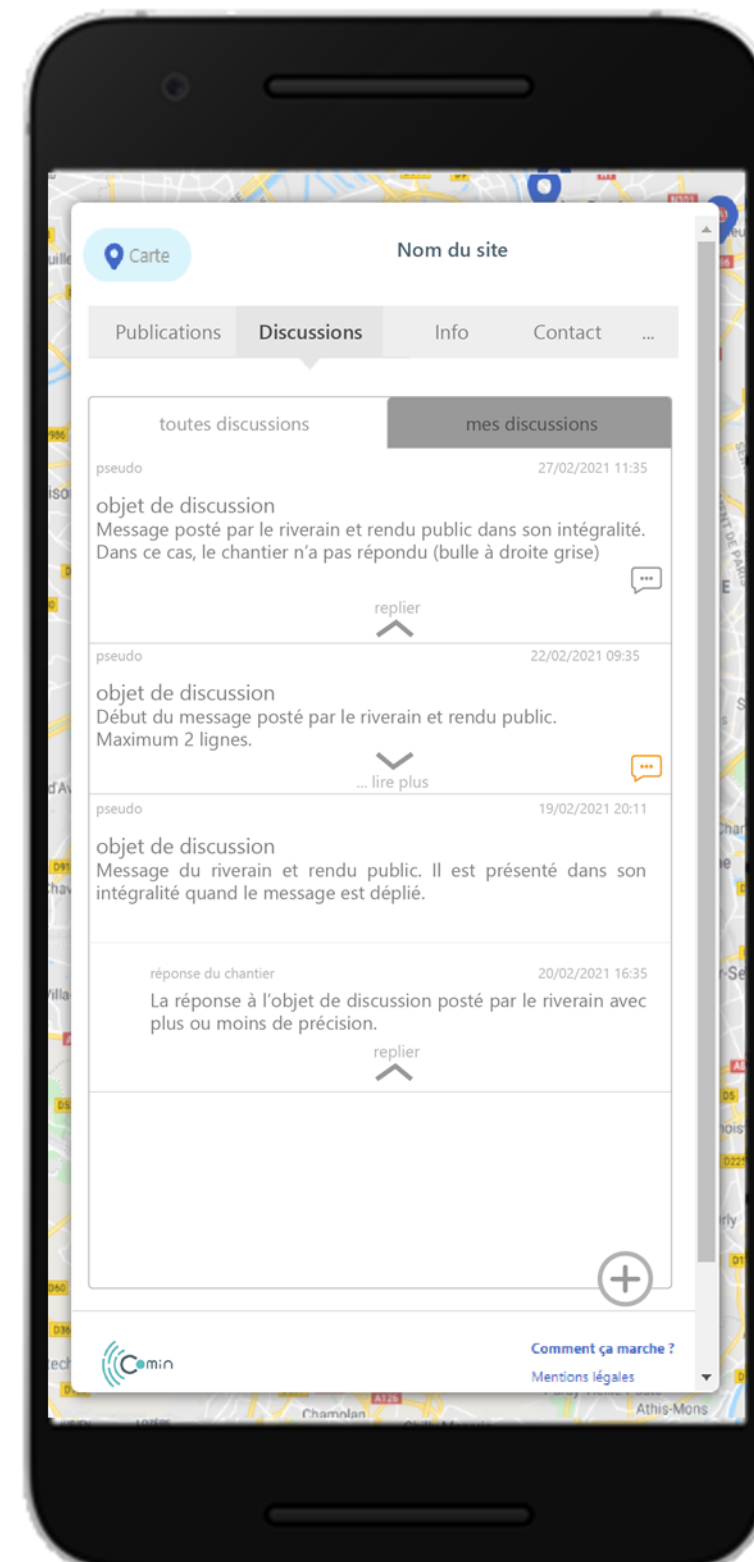 N301
Carte
Nom du site
Publications
Discussions
Info
Contact
...
toutes discussions
mes discussions
pseudo
27/02/2021 11:35
objet de discussion
Message posté par le riverain et rendu public dans son intégralité.
Dans ce cas, le chantier n'a pas répondu (bulle à droite grise)
replier
pseudo
22/02/2021 09:35
objet de discussion
Début du message posté par le riverain et rendu public.
Maximum 2 lignes.
... lire plus
pseudo
19/02/2021 20:11
objet de discussion
Message du riverain et rendu public. Il est présenté dans son
intégralité quand le message est déplié.
réponse du chantier
20/02/2021 16:35
La réponse à l'objet de discussion posté par le riverain avec
plus ou moins de précision.
replier
Comin
Comment ça marche ?
Mentions légales
A126
Champlan
Athis-Mons